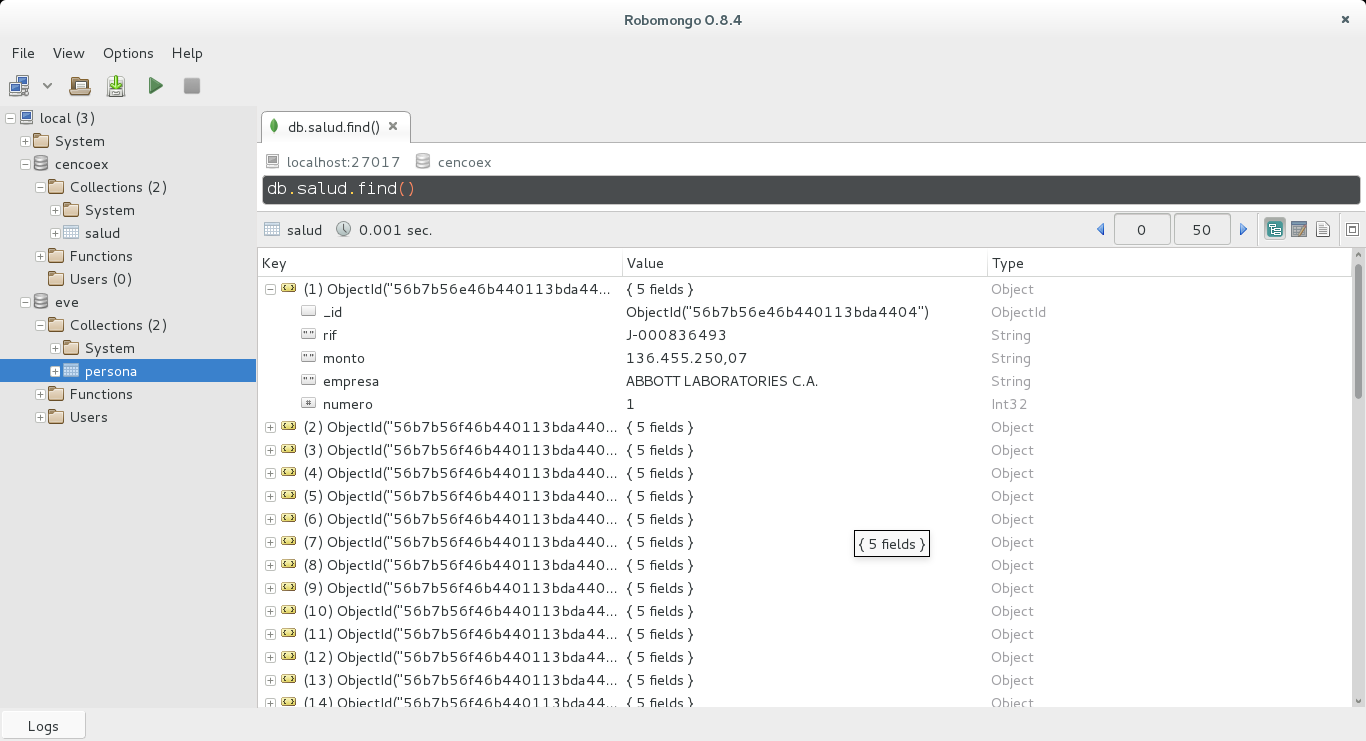 Robomongo 0.8.4
File View Options Help
local (3)
System
cencoex
Collections (2)
System
salud
Functions
Users (0)
eve
Collections (2)
System
persona
Functions
Users
db.salud.find()
localhost:27017 cencoex
db.salud.find()
salud 0.001 sec. 0 50
Key Value Type
(1) ObjectId("56b7b56e46b440113bda44... { 5 fields } Object
_id ObjectId("56b7b56e46b440113bda4404") ObjectId
rif J-000836493 String
monto 136.455.250,07 String
empresa ABBOTT LABORATORIES C.A. String
numero 1 Int32
(2) ObjectId("56b7b56f46b440113bda440... { 5 fields } Object
(3) ObjectId("56b7b56f46b440113bda440... { 5 fields } Object
(4) ObjectId("56b7b56f46b440113bda440... { 5 fields } Object
(5) ObjectId("56b7b56f46b440113bda440... { 5 fields } Object
(6) ObjectId("56b7b56f46b440113bda440... { 5 fields } Object
(7) ObjectId("56b7b56f46b440113bda440... { 5 fields } Object
{ 5 fields }
(8) ObjectId("56b7b56f46b440113bda440... { 5 fields } Object
(9) ObjectId("56b7b56f46b440113bda440... { 5 fields } Object
(10) ObjectId("56b7b56f46b440113bda44... { 5 fields } Object
(11) ObjectId("56b7b56f46b440113bda44... { 5 fields } Object
(12) ObjectId("56b7b56f46b440113bda44... { 5 fields } Object
(13) ObjectId("56b7b56f46b440113bda44... { 5 fields } Object
(14) ObjectId("56b7b56f46b440113bda44... { 5 fields } Object
Logs